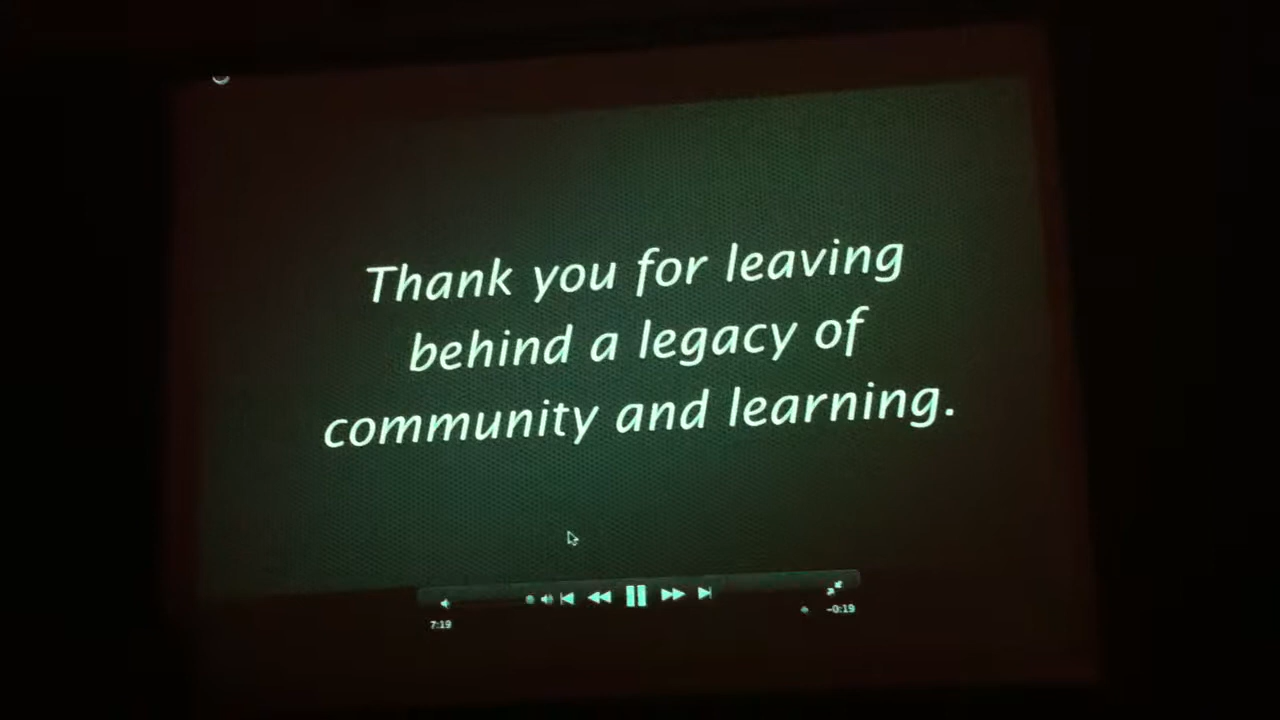 Thank you for leaving
behind a legacy of
community and learning.
7:19
-0:19